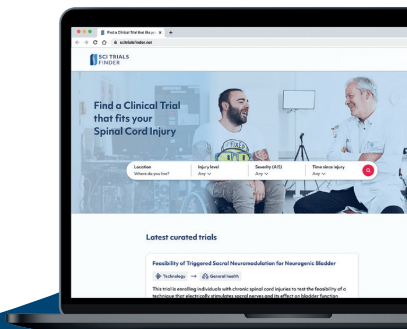 Find a Clinical Trial that fits you
scitrialsfinder.net
SCI TRIALS
FINDER
Find a Clinical Trial
that fits your
Spinal Cord Injury
Location
Where do you live?
Injury level
Any
Severity (AIS)
Any
Time since injury
Any
Latest curated trials
Feasibility of Triggered Sacral Neuromodulation for Neurogenic Bladder
Technology → General health
This trial is enrolling individuals with chronic spinal cord injuries to test the feasibility of a
technique that electrically stimulates sacral nerves and its effect on bladder function